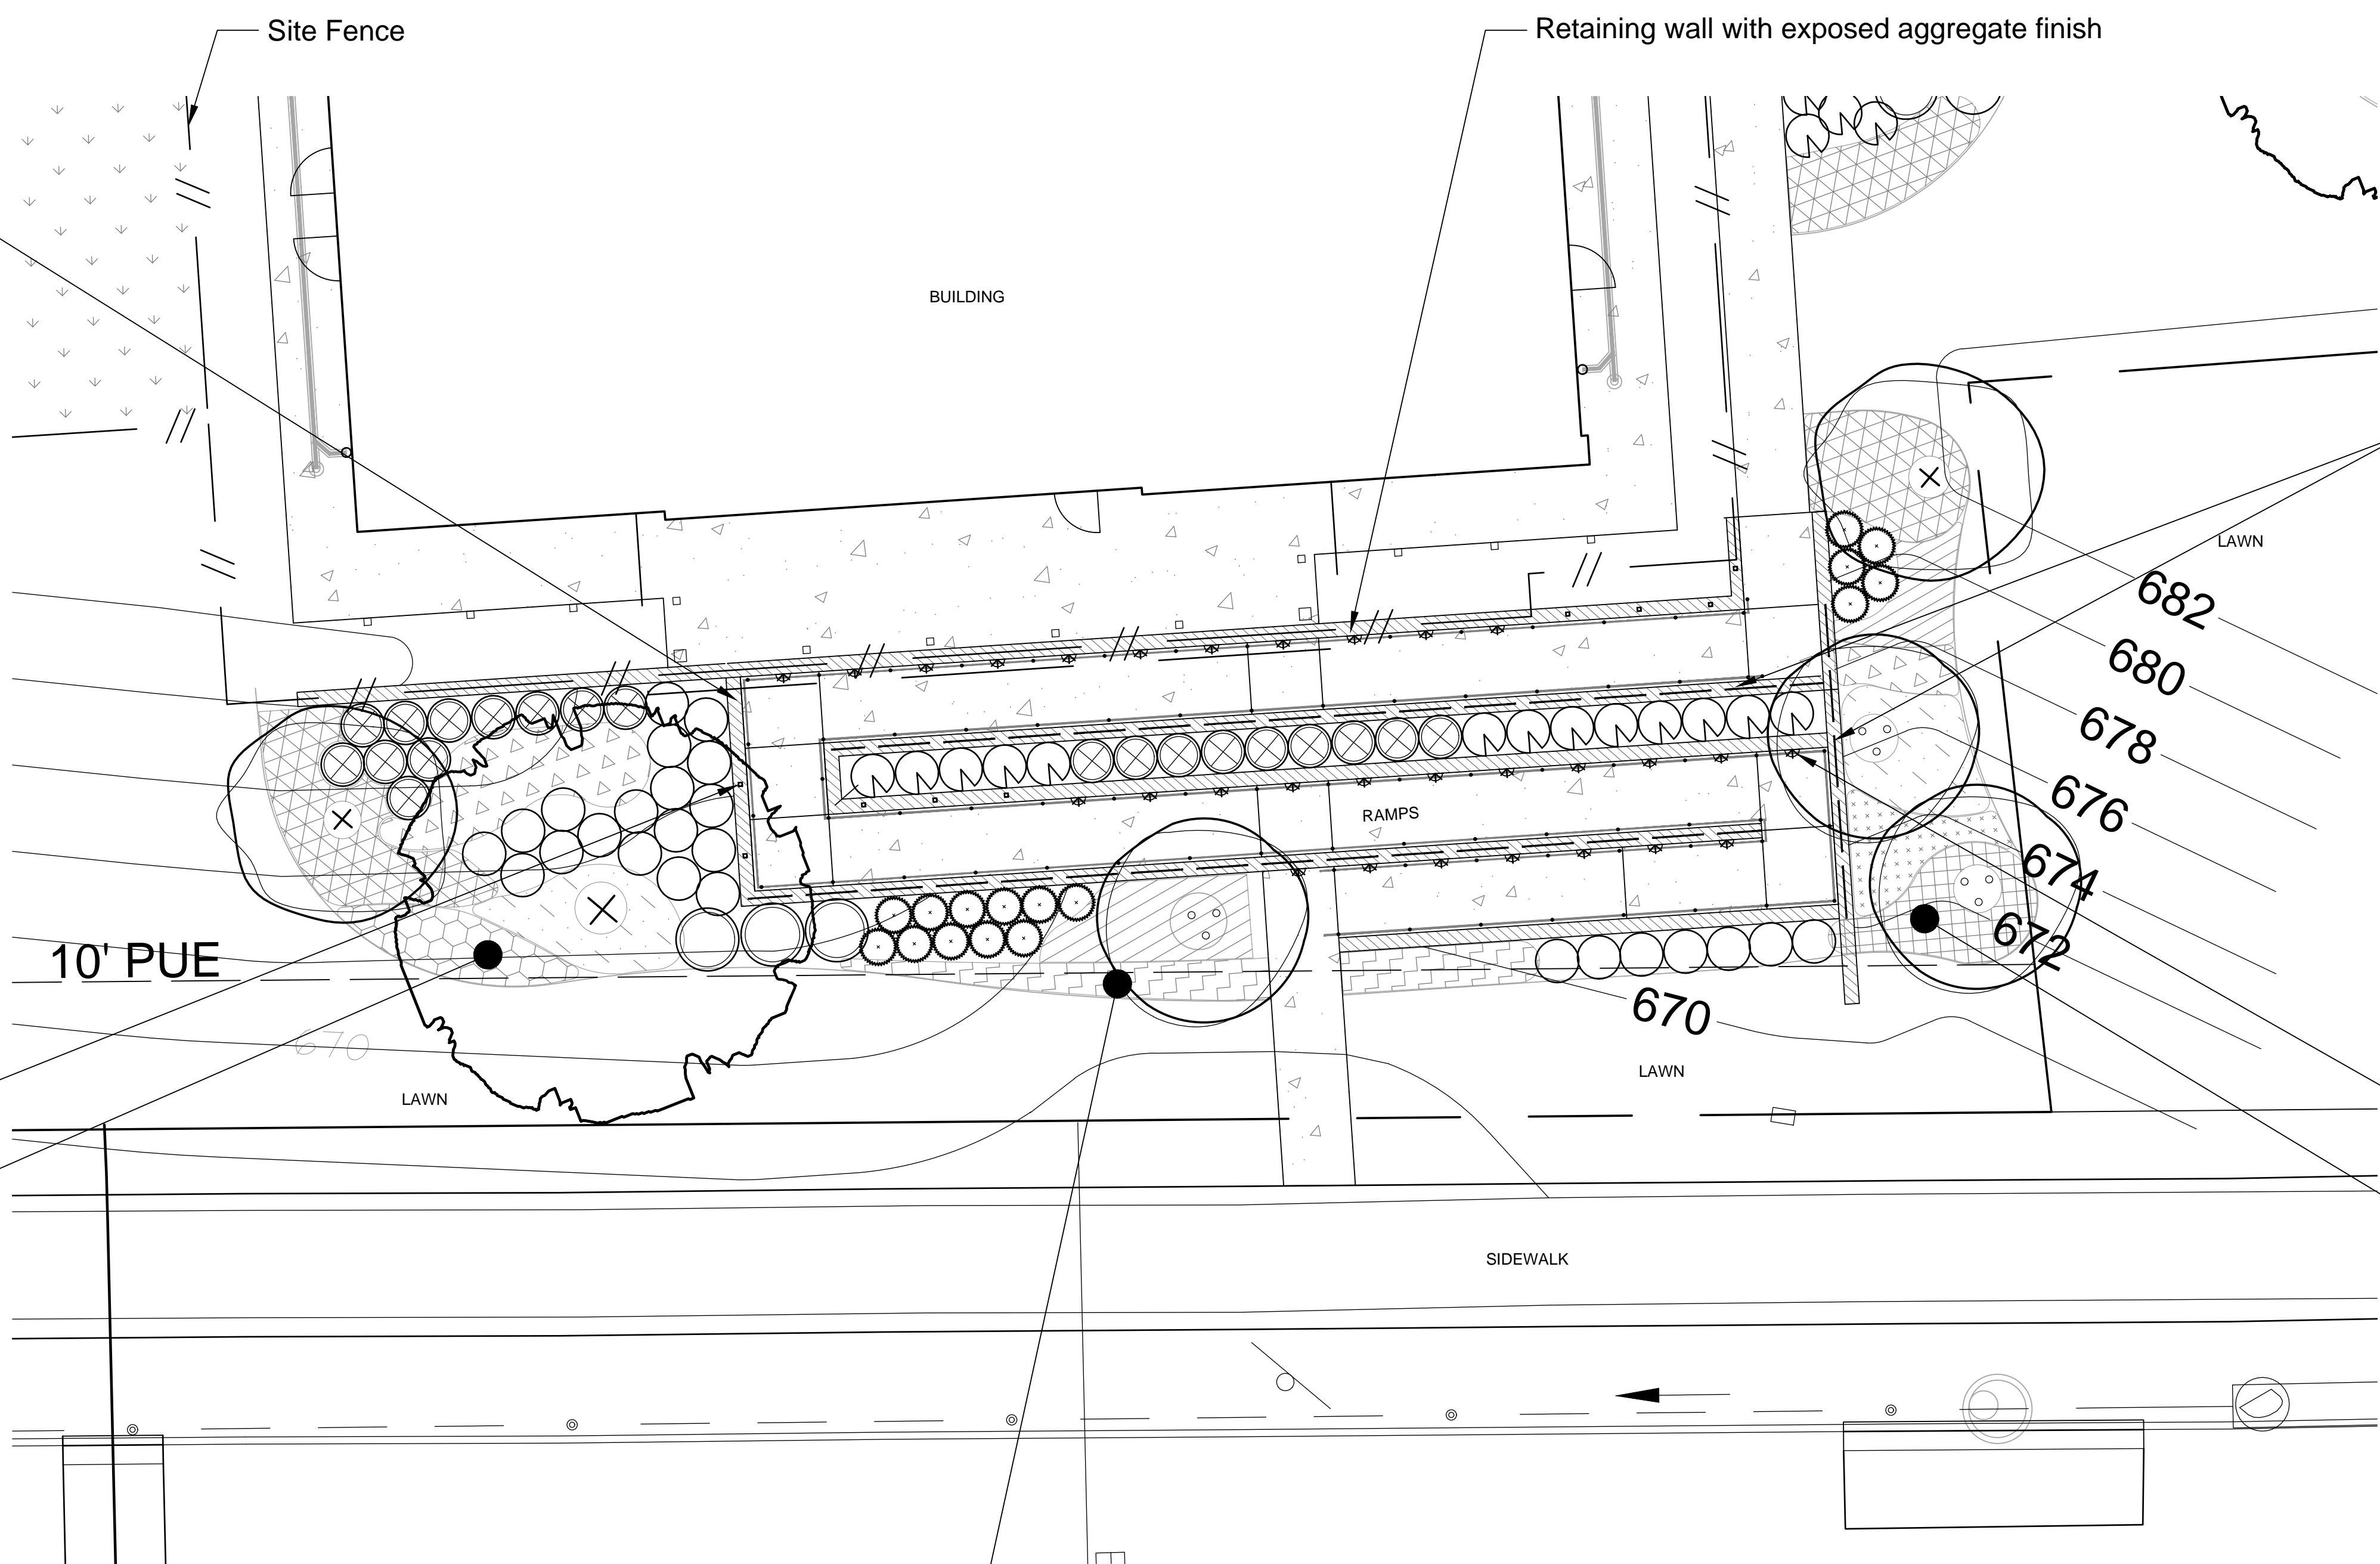 Site Fence
Retaining wall with exposed aggregate finish
BUILDING
LAWN
682
680
678
676
674
672
RAMPS
10' PUE
670
670
LAWN
LAWN
SIDEWALK